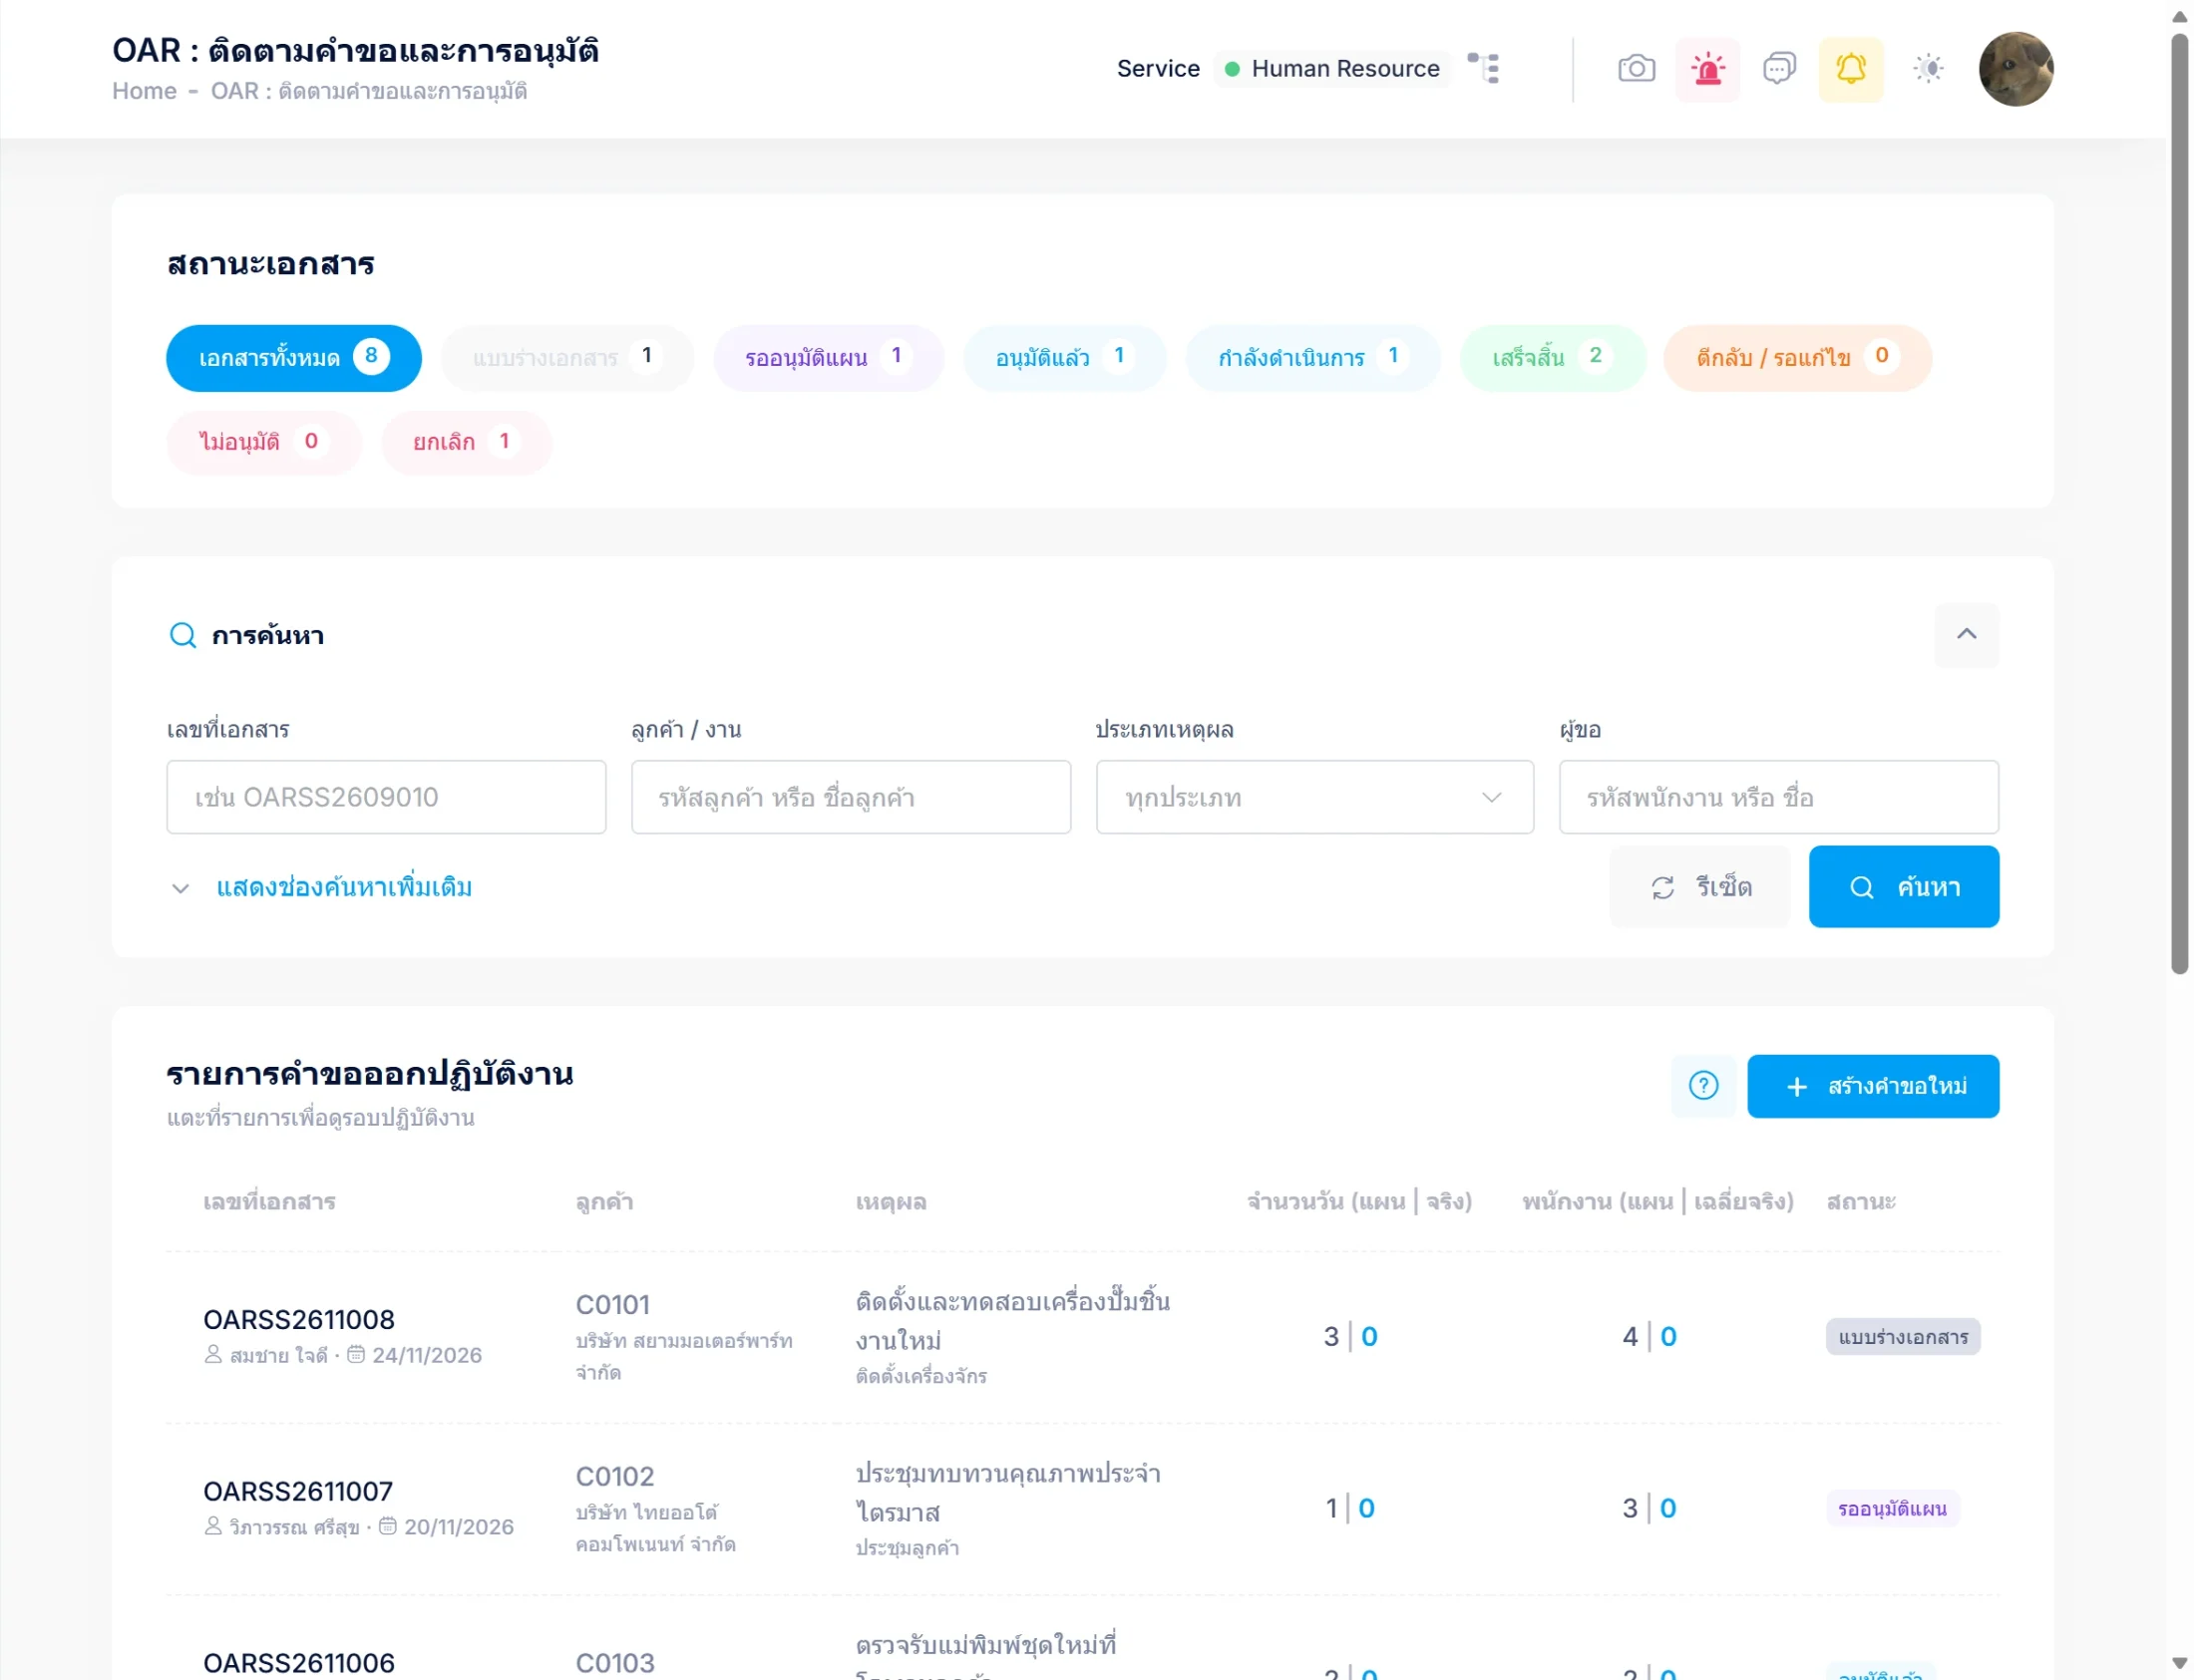 OAR : ติดตามคำขอและการอนุมัติ
Home - OAR : ติดตามคำขอและการอนุมัติ
Service Human Resource
สถานะเอกสาร
เอกสารทั้งหมด 8 แบบร่างเอกสาร 1 รออนุมัติแผน 1 อนุมัติแล้ว 1 กำลังดำเนินการ 1 เสร็จสิ้น 2 ตีกลับ / รอแก้ไข 0
ไม่อนุมัติ 0 ยกเลิก 1
การค้นหา
เลขที่เอกสาร ลูกค้า / งาน ประเภทเหตุผล ผู้ขอ
เช่น OARSS2609010 รหัสลูกค้า หรือ ชื่อลูกค้า ทุกประเภท รหัสพนักงาน หรือ ชื่อ
แสดงช่องค้นหาเพิ่มเติม รีเซ็ต ค้นหา
รายการคำขอออกปฏิบัติงาน
แตะที่รายการเพื่อดูรอบปฏิบัติงาน
? + สร้างคำขอใหม่
เลขที่เอกสาร ลูกค้า เหตุผล จำนวนวัน (แผน | จริง) พนักงาน (แผน | เฉลี่ยจริง) สถานะ
OARSS2611008
สมชาย ใจดี · 24/11/2026
C0101
บริษัท สยามมอเตอร์พาร์ท
จำกัด
ติดตั้งและทดสอบเครื่องปั๊มชิ้น
งานใหม่
ติดตั้งเครื่องจักร
3 | 0
4 | 0
แบบร่างเอกสาร
OARSS2611007
วิภาวรรณ ศรีสุข · 20/11/2026
C0102
บริษัท ไทยออโต้
คอมโพเนนท์ จำกัด
ประชุมทบทวนคุณภาพประจำ
ไตรมาส
ประชุมลูกค้า
1 | 0
3 | 0
รออนุมัติแผน
OARSS2611006
C0103
ตรวจรับแม่พิมพ์ชุดใหม่ที่
2 | 0
2 | 0
อนุมัติแล้ว